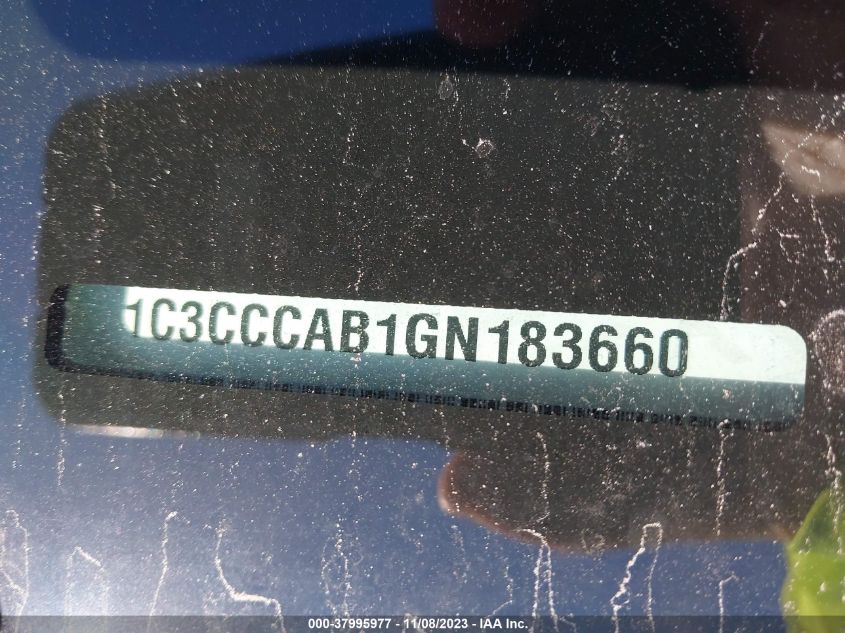 1C3CCCAB1GN183660
000-37995977 - 11/08/2023 - IAA Inc.